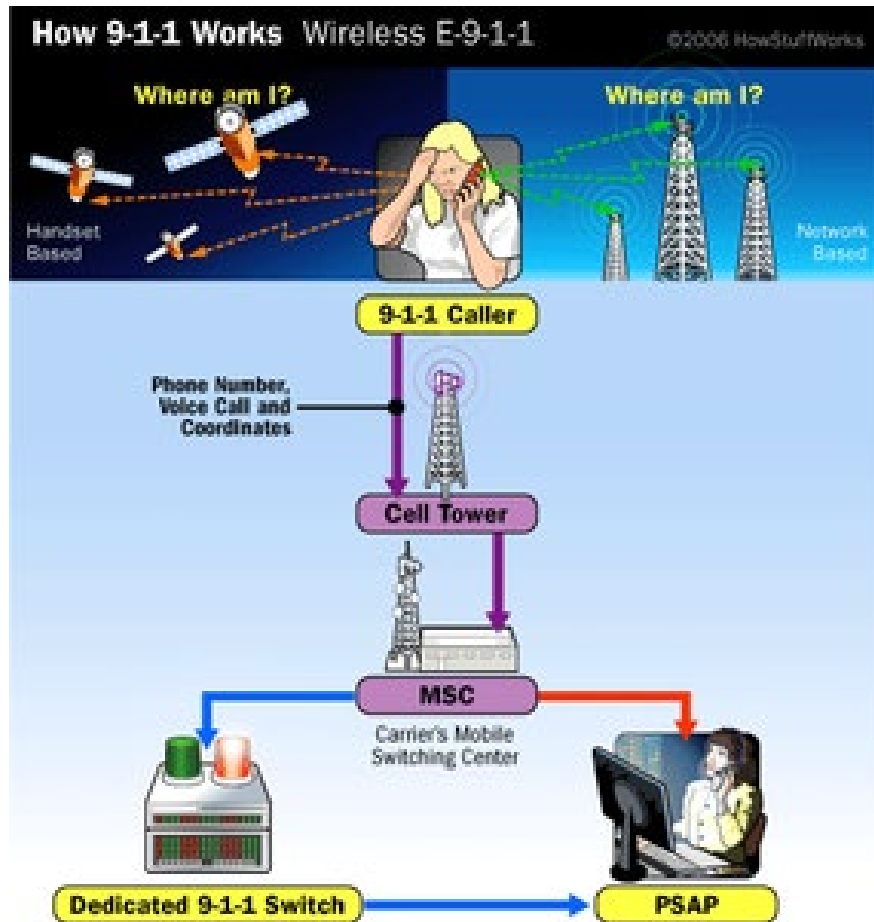 How 9-1-1 Works Wireless E-9-1-1
©2006 HowStuffWorks
Where am I?
Where am I?
Handset
Based
Network
Based
9-1-1 Caller
Phone Number,
Voice Call and
Coordinates
Cell Tower
MSC
Carrier's Mobile
Switching Center
Dedicated 9-1-1 Switch
PSAP